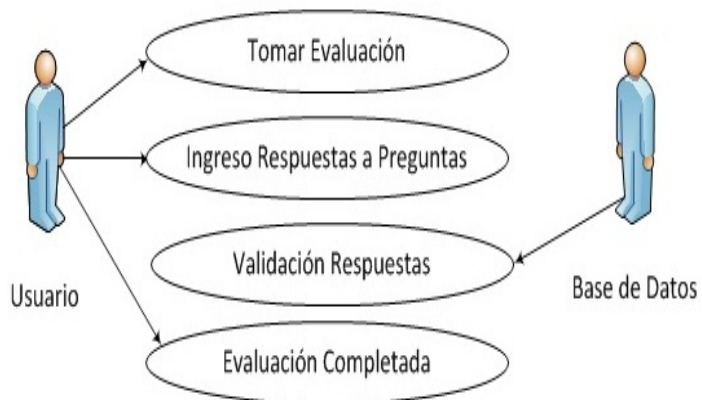 Tomar Evaluación
Ingreso Respuestas a Preguntas
Validación Respuestas
Usuario
Base de Datos
Evaluación Completada